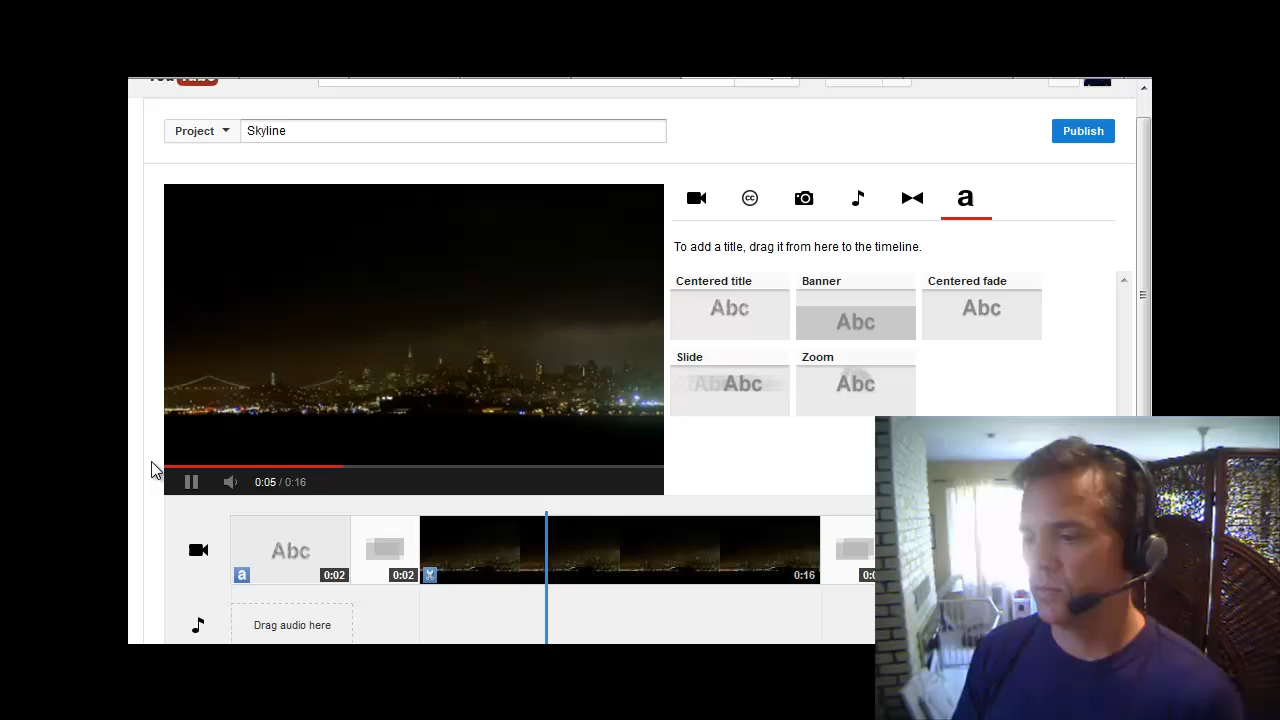 Project
Skyline
Publish
cc
a
To add a title, drag it from here to the timeline.
Centered title
Banner
Centered fade
Abc
Abc
Abc
Slide
Zoom
Abc
Abc
0:05 / 0:16
Abc
a
0:02
0:02
0:16
Drag audio here